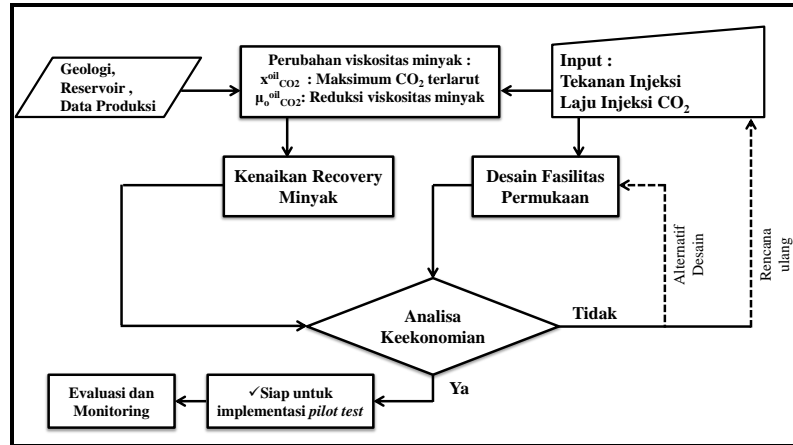 Geologi,
Reservoir ,
Data Produksi
Perubahan viskositas minyak :
x^oil_CO2 : Maksimum CO2 terlarut
µo^oil_CO2: Reduksi viskositas minyak
Input :
Tekanan Injeksi
Laju Injeksi CO2
Kenaikan Recovery
Minyak
Desain Fasilitas
Permukaan
Alternatif
Desain
Rencana
ulang
Analisa
Keekonomian
Tidak
Ya
✓Siap untuk
implementasi pilot test
Evaluasi dan
Monitoring